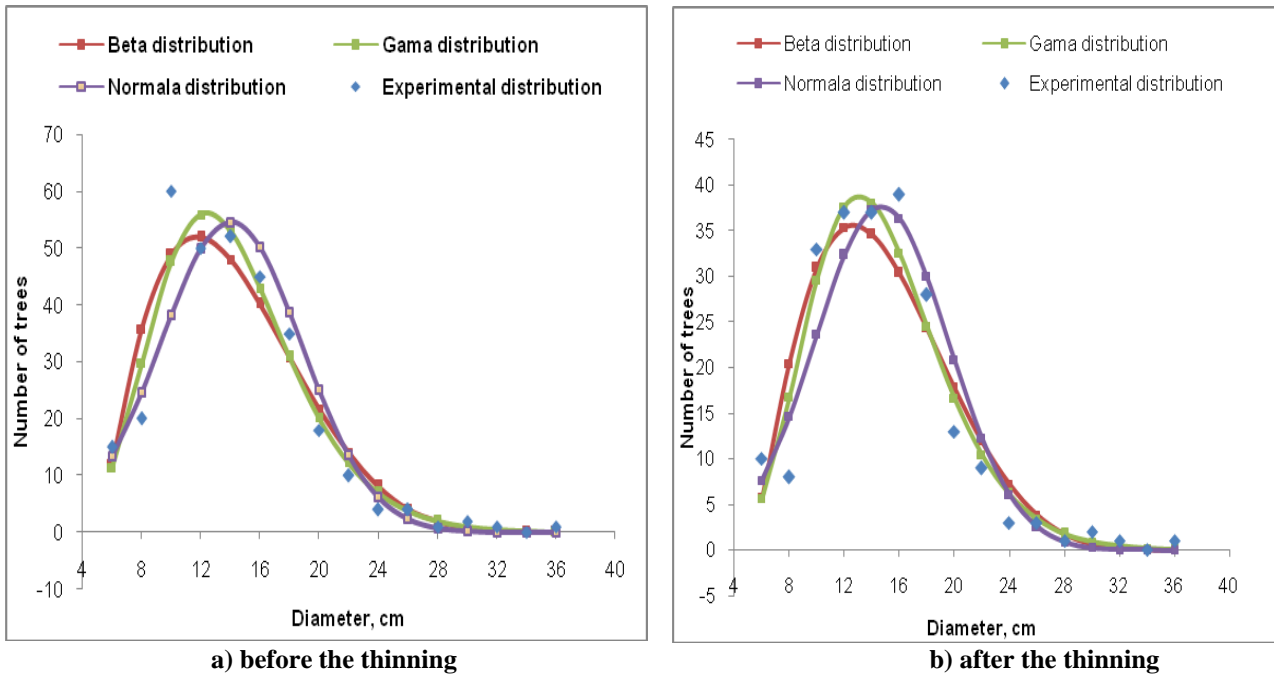 Beta distribution
Gama distribution
Normala distribution
Experimental distribution
70
60
50
40
30
20
10
0
-10
4
8
12
16
20
24
28
32
36
40
Number of trees
Diameter, cm
a) before the thinning
Beta distribution
Gama distribution
Normala distribution
Experimental distribution
45
40
35
30
25
20
15
10
5
0
-5
4
8
12
16
20
24
28
32
36
40
Number of trees
Diameter, cm
b) after the thinning